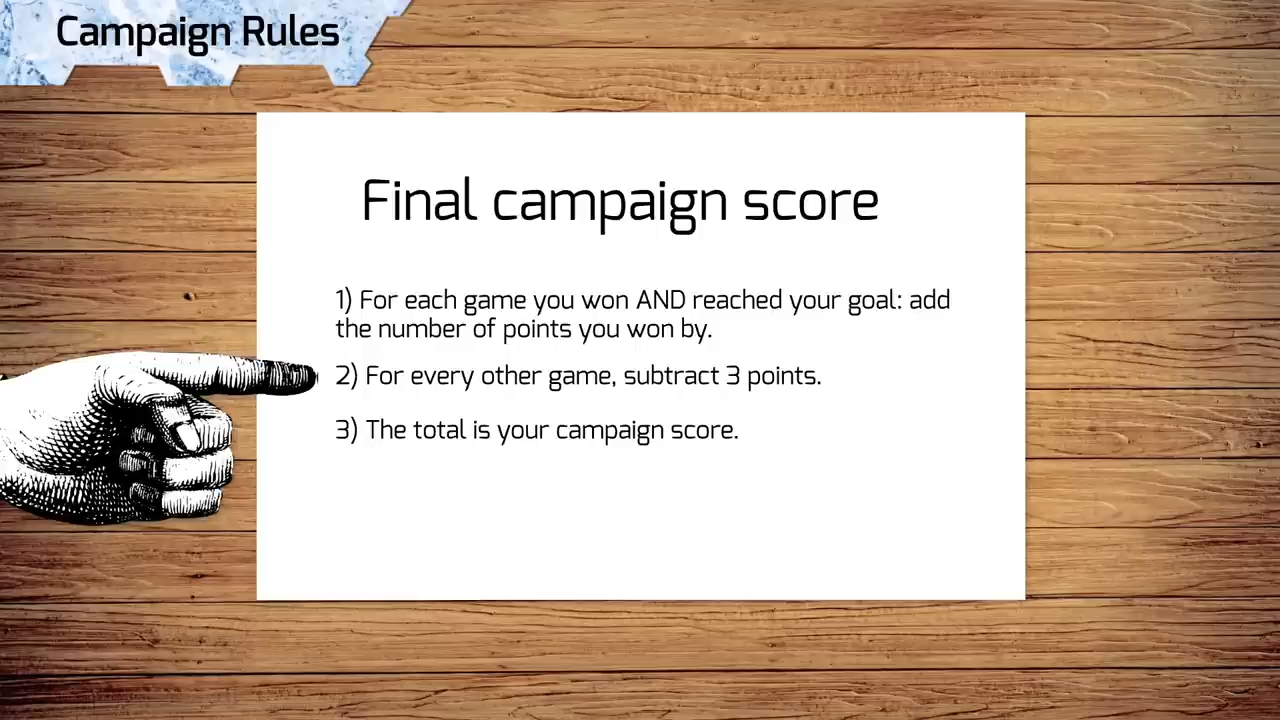 Campaign Rules
Final campaign score
1) For each game you won AND reached your goal: add
the number of points you won by.
2) For every other game, subtract 3 points.
3) The total is your campaign score.